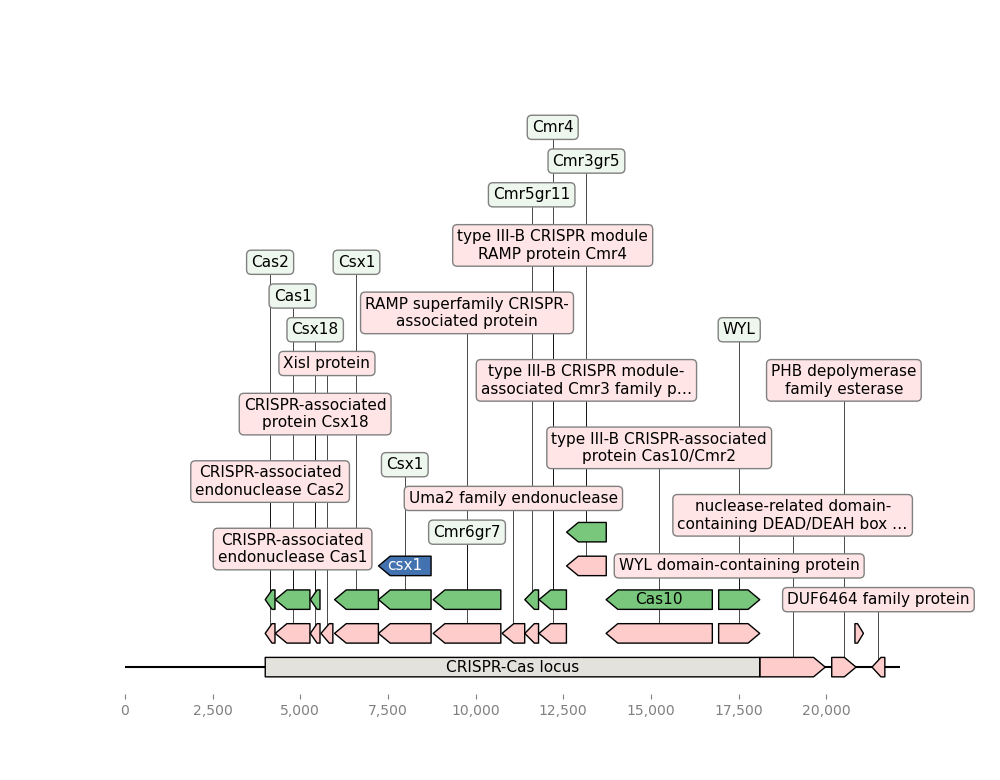 Cmr4
Cmr3gr5
Cmr5gr11
type III-B CRISPR module
RAMP protein Cmr4
Cas2
Csx1
Cas1
RAMP superfamily CRISPR-
associated protein
Csx18
WYL
XisI protein
type III-B CRISPR module-
associated Cmr3 family p...
PHB depolymerase
family esterase
CRISPR-associated
protein Csx18
type III-B CRISPR-associated
protein Cas10/Cmr2
Csx1
CRISPR-associated
endonuclease Cas2
Uma2 family endonuclease
nuclease-related domain-
containing DEAD/DEAH box ...
Cmr6gr7
CRISPR-associated
endonuclease Cas1
csx1
WYL domain-containing protein
Cas10
DUF6464 family protein
CRISPR-Cas locus
0
2,500
5,000
7,500
10,000
12,500
15,000
17,500
20,000